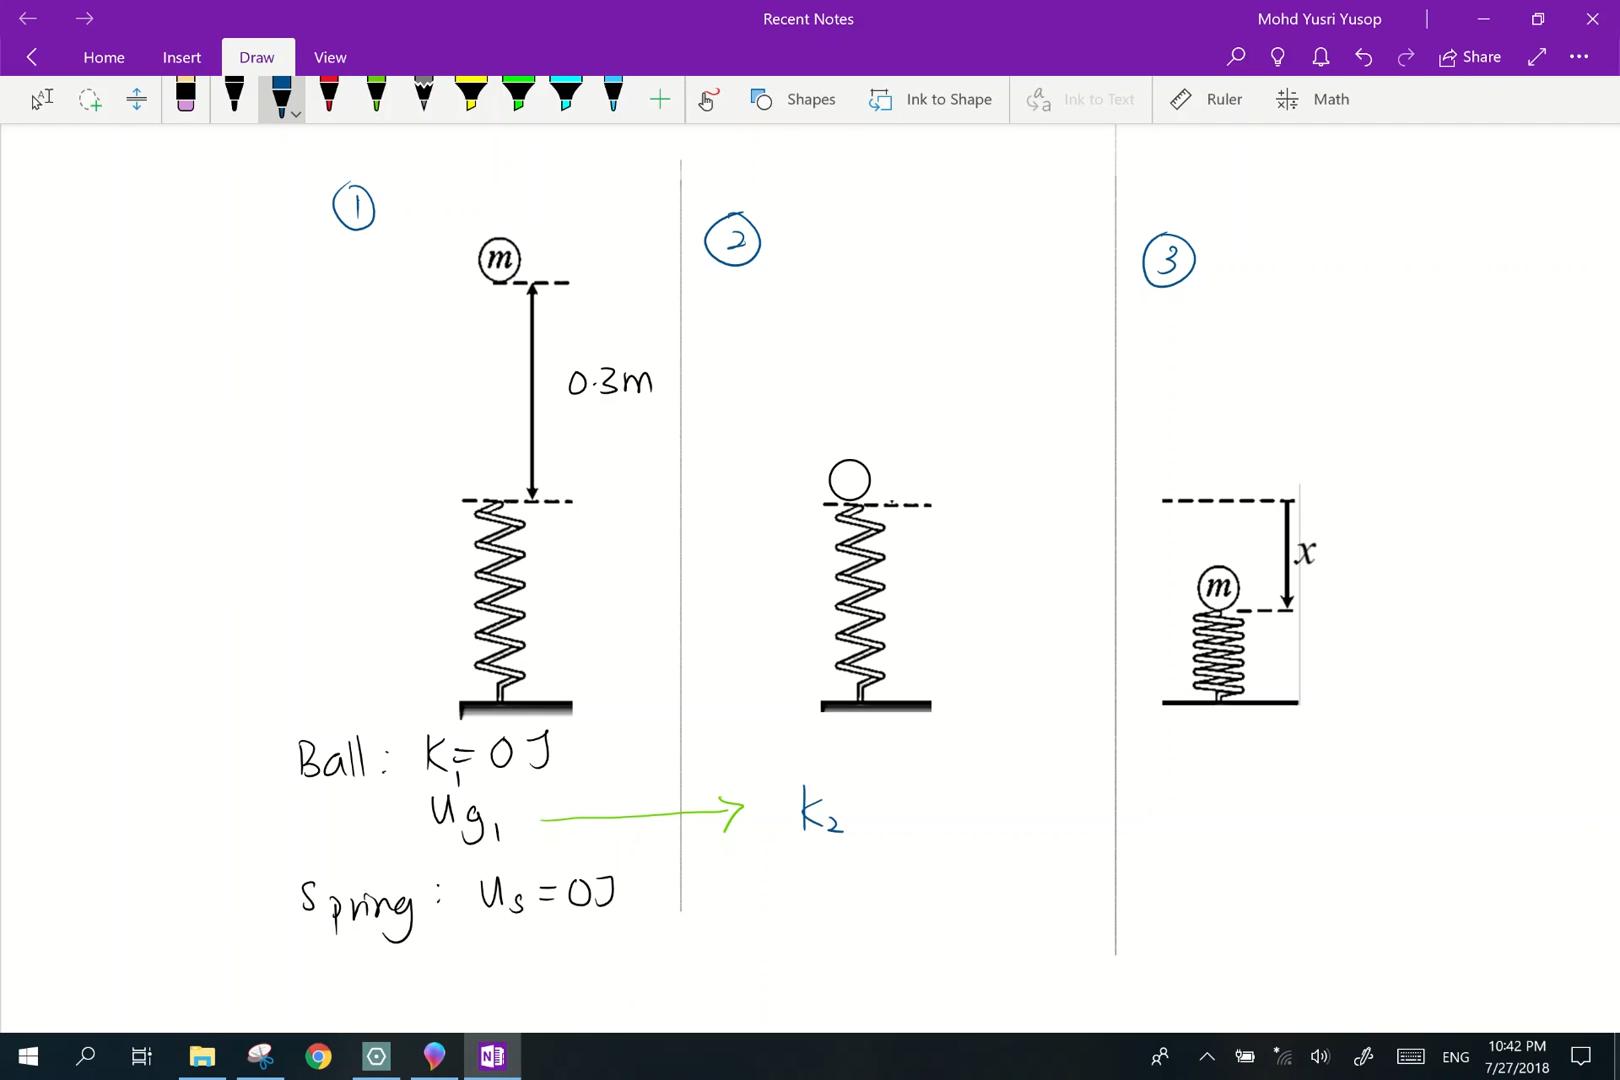 Recent Notes
Mohd Yusri Yusop
Home Insert Draw View
Share
Shapes Ink to Shape Ink to Text Ruler Math
1
2
3
m
0.3m
x
m
Ball: K₁ = 0 J
Ug₁
K₂
Spring: Us = 0J
ENG
10:42 PM
7/27/2018